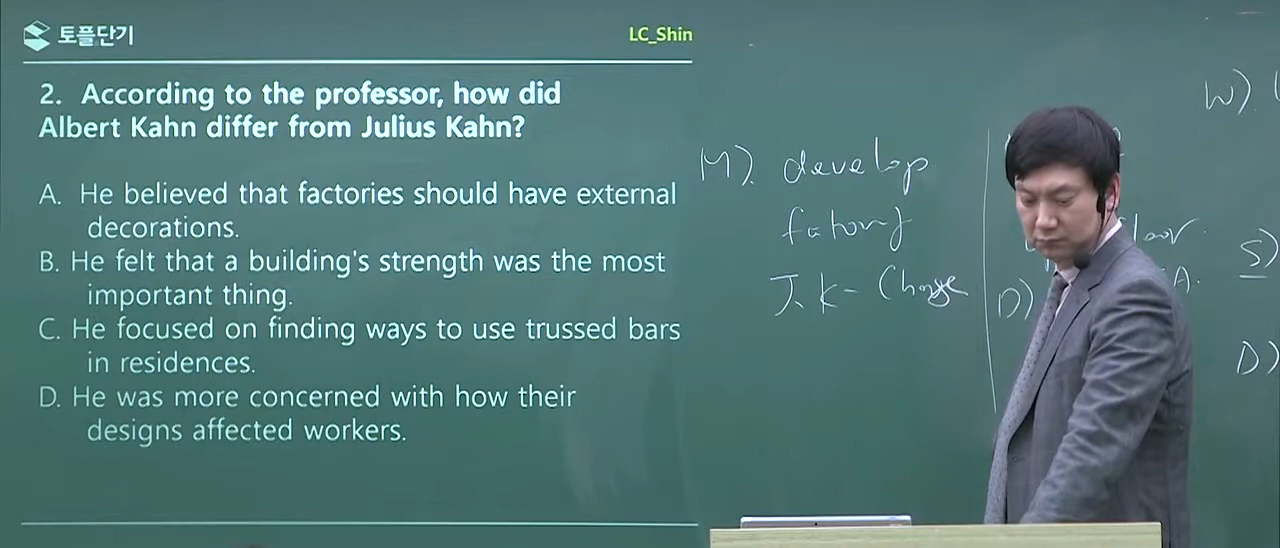 토플단기
LC_Shin
2. According to the professor, how did
Albert Kahn differ from Julius Kahn?
A. He believed that factories should have external
decorations.
B. He felt that a building's strength was the most
important thing.
C. He focused on finding ways to use trussed bars
in residences.
D. He was more concerned with how their
designs affected workers.
M). develop
factory
J.K- Change
D)
floor.
A.
W). (
S)
D)